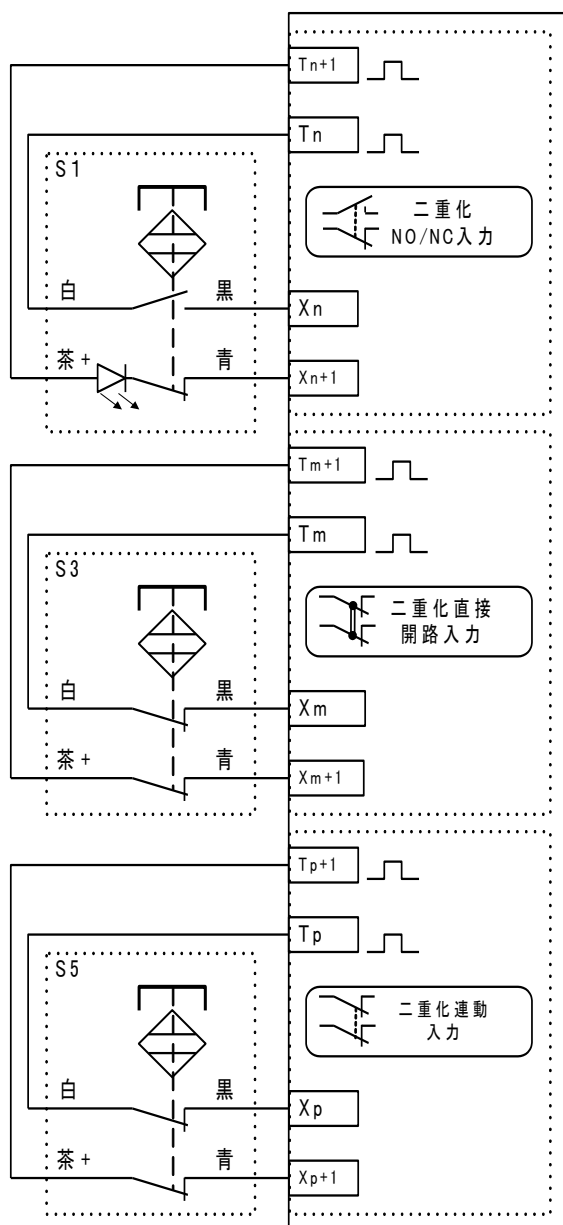 Tn+1
Tn
S1
二重化
NO/NC入力
白 黒 Xn
茶+ 青 Xn+1
Tm+1
Tm
S3
二重化直接
開路入力
白 黒 Xm
茶+ 青 Xm+1
Tp+1
Tp
S5
二重化連動
入力
白 黒 Xp
茶+ 青 Xp+1